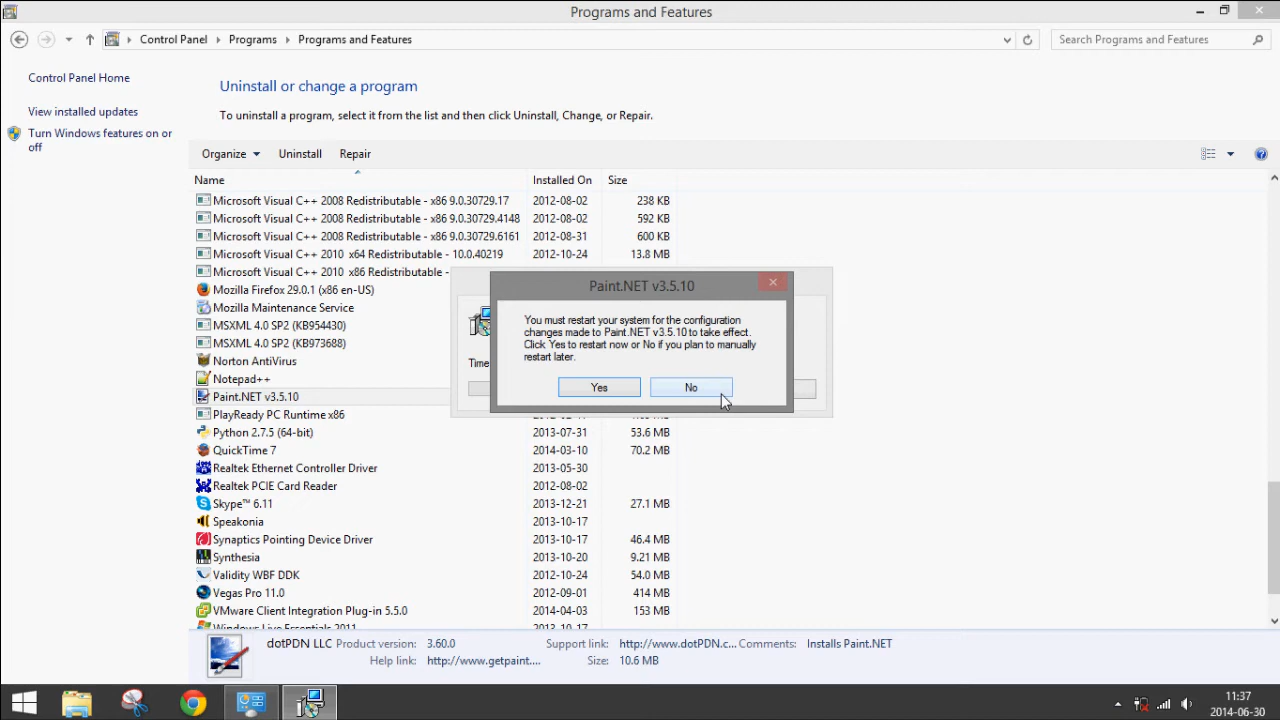 Programs and Features
Control Panel Programs Programs and Features
Search Programs and Features
Control Panel Home
View installed updates
Turn Windows features on or
off
Uninstall or change a program
To uninstall a program, select it from the list and then click Uninstall, Change, or Repair.
Organize Uninstall Repair
Name Installed On Size
Microsoft Visual C++ 2008 Redistributable - x86 9.0.30729.17 2012-08-02 238 KB
Microsoft Visual C++ 2008 Redistributable - x86 9.0.30729.4148 2012-08-02 592 KB
Microsoft Visual C++ 2008 Redistributable - x86 9.0.30729.6161 2012-08-31 600 KB
Microsoft Visual C++ 2010 x64 Redistributable - 10.0.40219 2012-10-24 13.8 MB
Microsoft Visual C++ 2010 x86 Redistributable -
Mozilla Firefox 29.0.1 (x86 en-US)
Mozilla Maintenance Service
MSXML 4.0 SP2 (KB954430)
MSXML 4.0 SP2 (KB973688)
Norton AntiVirus
Notepad++
Paint.NET v3.5.10
PlayReady PC Runtime x86
Python 2.7.5 (64-bit) 2013-07-31 53.6 MB
QuickTime 7 2014-03-10 70.2 MB
Realtek Ethernet Controller Driver 2013-05-30
Realtek PCIE Card Reader 2012-08-02
Skype™ 6.11 2013-12-21 27.1 MB
Speakonia 2013-10-17
Synaptics Pointing Device Driver 2013-10-17 46.4 MB
Synthesia 2013-10-20 9.21 MB
Validity WBF DDK 2012-10-24 54.0 MB
Vegas Pro 11.0 2012-09-01 414 MB
VMware Client Integration Plug-in 5.5.0 2014-04-03 153 MB
Windows Live Essentials 2011
Time
Paint.NET v3.5.10
You must restart your system for the configuration
changes made to Paint.NET v3.5.10 to take effect.
Click Yes to restart now or No if you plan to manually
restart later.
Yes No
dotPDN LLC Product version: 3.60.0 Support link: http://www.dotPDN.c... Comments: Installs Paint.NET
Help link: http://www.getpaint.... Size: 10.6 MB
11:37
2014-06-30